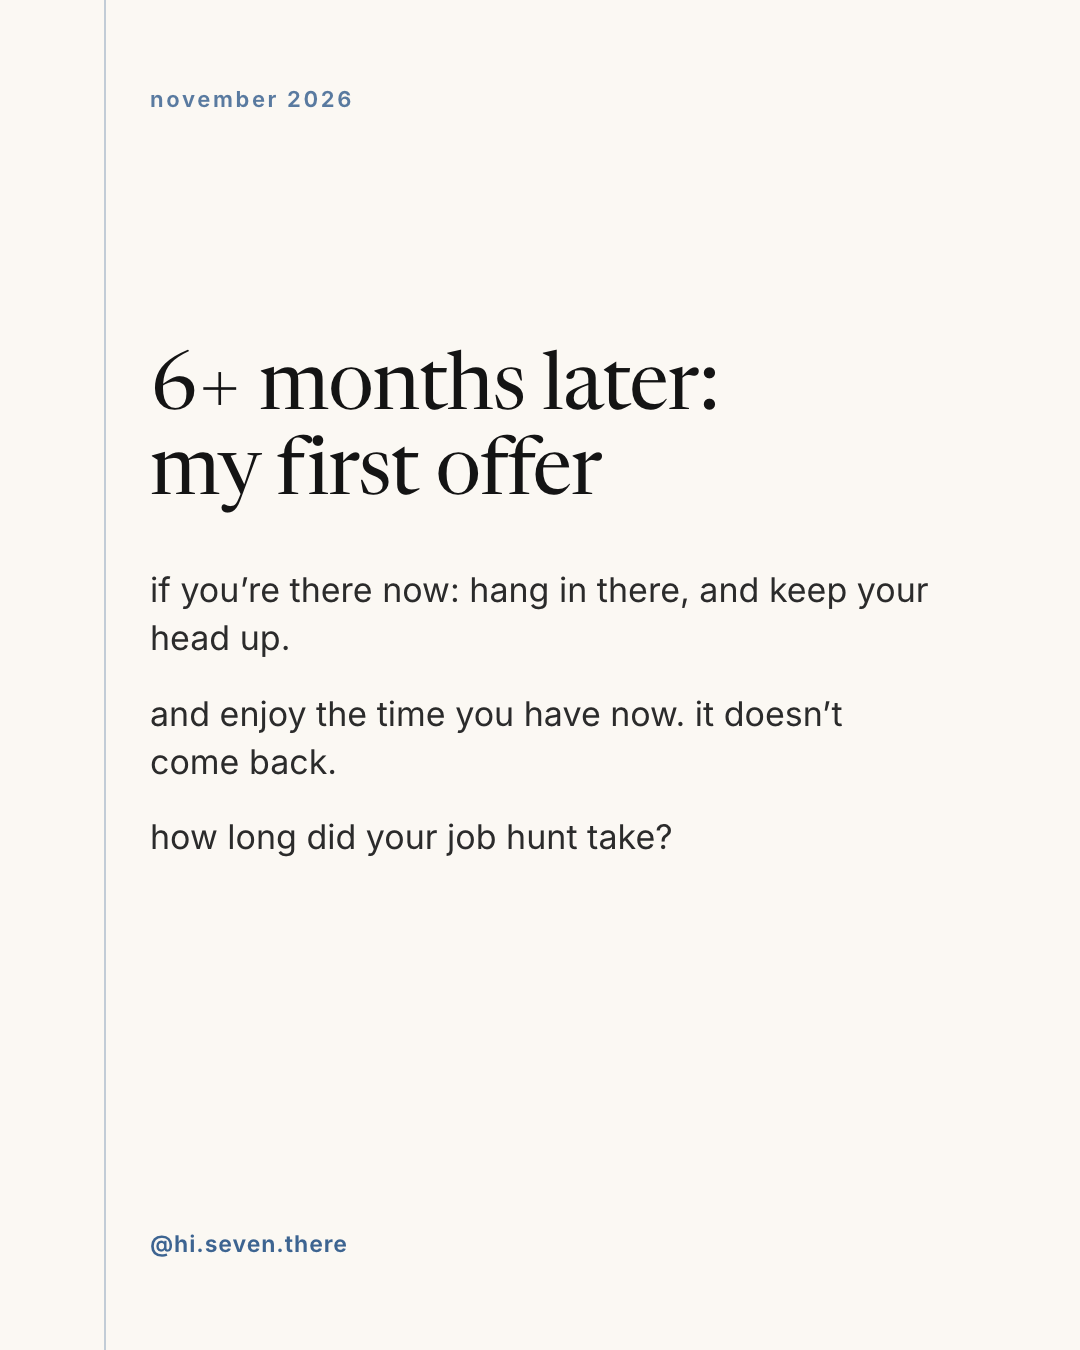 november 2026
6+ months later:
my first offer
if you’re there now: hang in there, and keep your
head up.
and enjoy the time you have now. it doesn’t
come back.
how long did your job hunt take?
@hi.seven.there